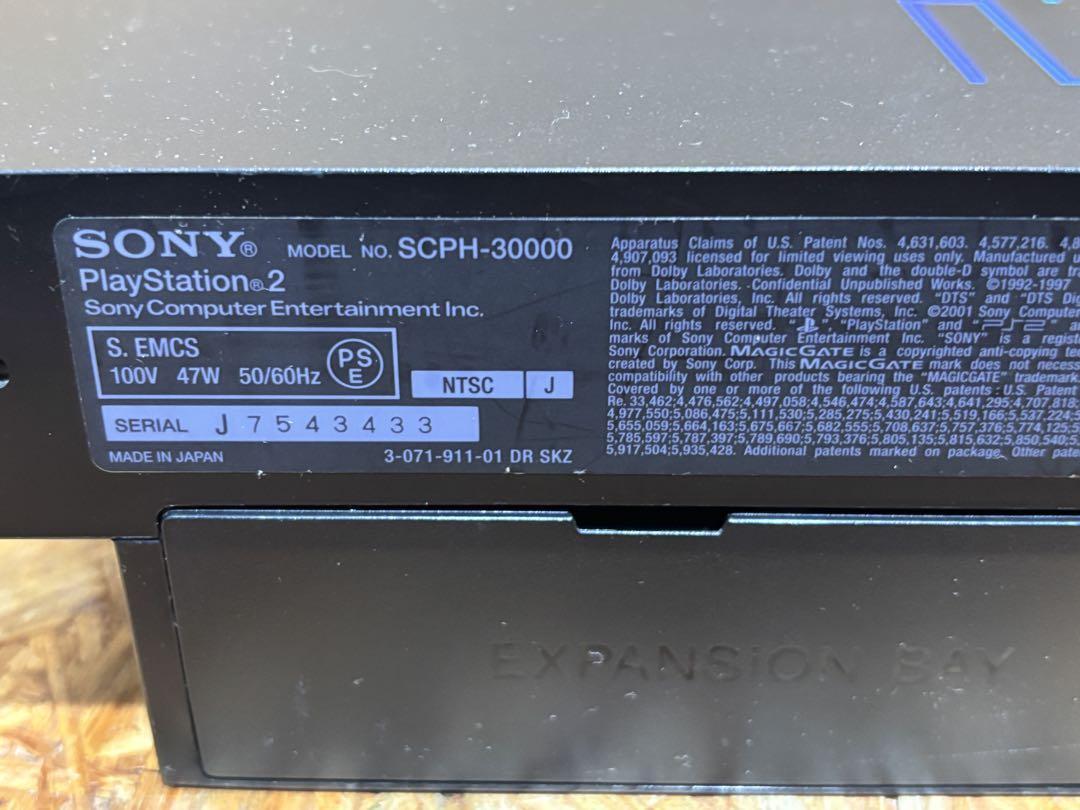 SONY® MODEL NO. SCPH-30000
PlayStation®2
Sony Computer Entertainment Inc.
S. EMCS
100V 47W 50/60Hz
PS
E
NTSC J
SERIAL J 7543433
MADE IN JAPAN 3-071-911-01 DR SKZ
Apparatus Claims of U.S. Patent Nos. 4,631,603. 4,577,216.
4,907,093 licensed for limited viewing uses only. Manufactured
from Dolby Laboratories. Dolby and the double-D symbol are
Dolby Laboratories. Confidential Unpublished Works. ©1992-1997
Dolby Laboratories, Inc. All rights reserved. "DTS" and "DTS
trademarks of Digital Theater Systems, Inc. ©2001 Sony Computer
Inc. All rights reserved. " ", "PlayStation" and "PS2"
marks of Sony Computer Entertainment Inc. "SONY" is a
Sony Corporation. MAGICGATE is a copyrighted anti-copying
created by Sony Corp. This MAGICGATE mark does not
compatibility with other products bearing the "MAGICGATE" trademark.
Covered by one or more of the following U.S. patents: U.S. Patent
Re. 33,462;4,476,562;4,497,058;4,546,474;4,587,643;4,641,295;4,707,818;
4,977,550;5,086,475;5,111,530;5,285,275;5,430,241;5,519,166;5,537,224;
5,655,059;5,664,163;5,675,667;5,682,555;5,708,637;5,757,376;5,774,125;
5,785,597;5,787,397;5,789,690;5,793,376;5,805,135;5,815,632;5,850,540;
5,917,504;5,935,428. Additional patents marked on package. Other
EXPANSION BAY